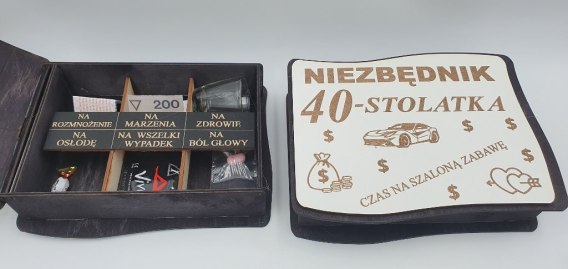 NA
ROZMNOŻENIE
NA
MARZENIA
NA
ZDROWIE
NA
OSŁODĘ
NA WSZELKI
WYPADEK
NA
BÓL GŁOWY
200
NIEZBĘDNIK
40-STOLATKA
$ $ $ $ $ $
CZAS NA SZALONĄ ZABAWĘ